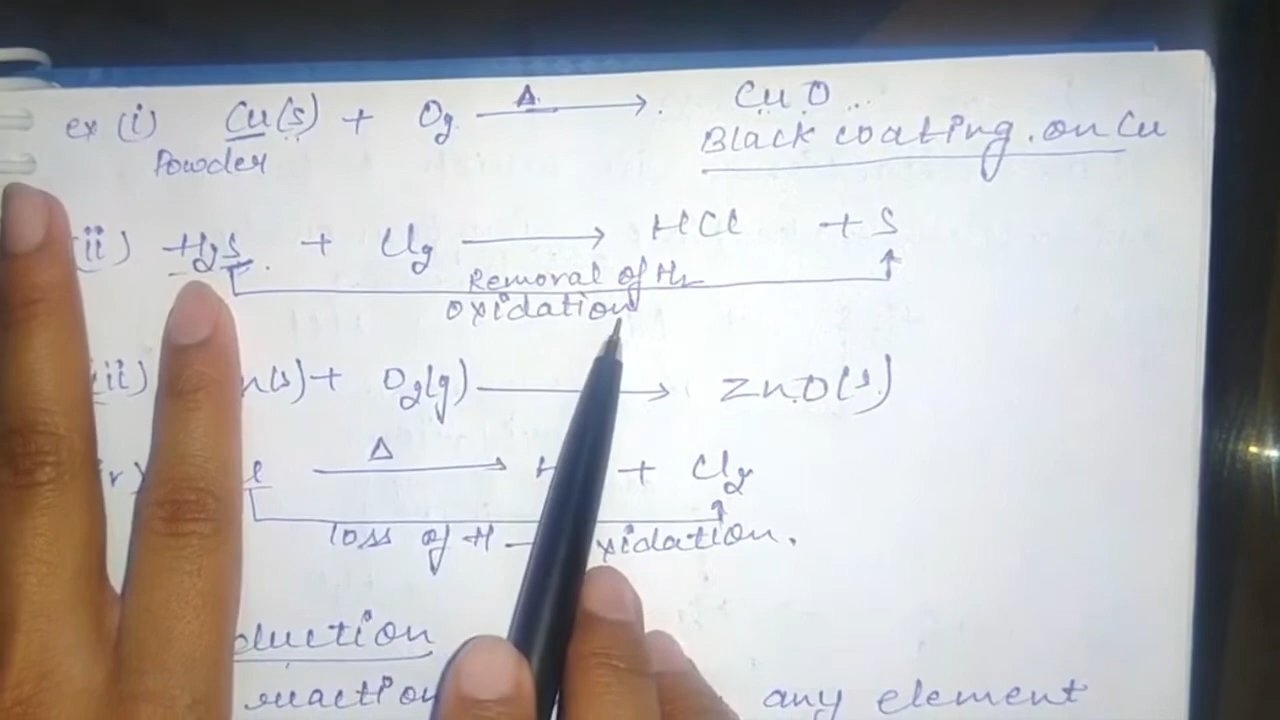 ex (i) Cu(s) + O₂ Δ → CuO
Powder Black coating on Cu
(ii) H₂S + Cl₂ → HCl + S
Removal of H₂
oxidation
n(s) + O₂(g) → ZnO(s)
l Δ → H + Cl₂
loss of H – xidation.
duction
reaction any element